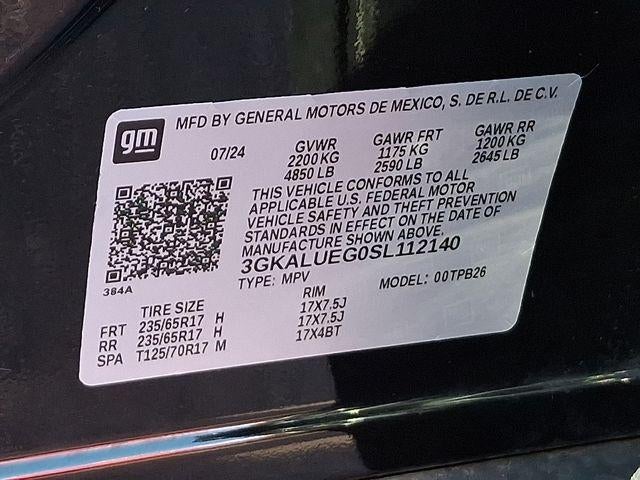 gm
MFD BY GENERAL MOTORS DE MEXICO, S. DE R.L. DE C.V.
07/24
GVWR GAWR FRT GAWR RR
2200 KG 1175 KG 1200 KG
4850 LB 2590 LB 2645 LB
THIS VEHICLE CONFORMS TO ALL
APPLICABLE U.S. FEDERAL MOTOR
VEHICLE SAFETY AND THEFT PREVENTION
STANDARDS IN EFFECT ON THE DATE OF
MANUFACTURE SHOWN ABOVE.
3GKALUEG0SL112140
384A
TYPE: MPV MODEL: 00TPB26
TIRE SIZE RIM
FRT 235/65R17 H 17X7.5J
RR 235/65R17 H 17X7.5J
SPA T125/70R17 M 17X4BT